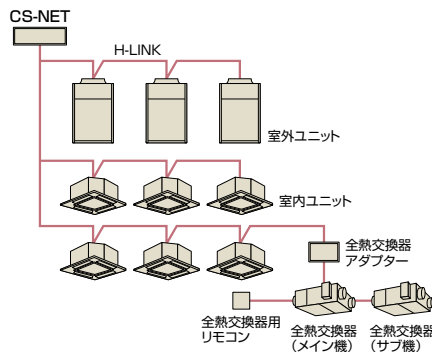 CS-NET
H-LINK
室外ユニット
室内ユニット
全熱交換器
アダプター
全熱交換器用
リモコン
全熱交換器
（メイン機）
全熱交換器
（サブ機）